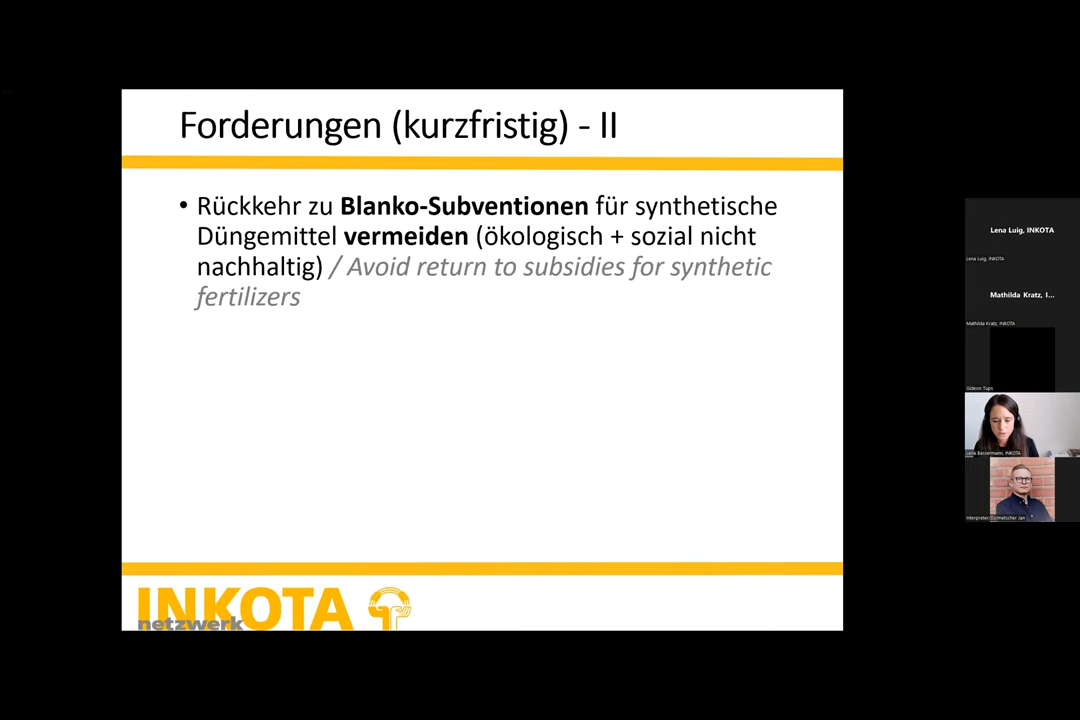 Forderungen (kurzfristig) - II
• Rückkehr zu Blanko-Subventionen für synthetische
Düngemittel vermeiden (ökologisch + sozial nicht
nachhaltig) / Avoid return to subsidies for synthetic
fertilizers
INKOTA
netzwerk
Lena Luig, INKOTA
Lena Luig, INKOTA
Mathilda Kratz, I...
Mathilda Kratz, INKOTA
Gideon Tups
Lena Bassermann, INKOTA
Interpreter/Dolmetscher Jan